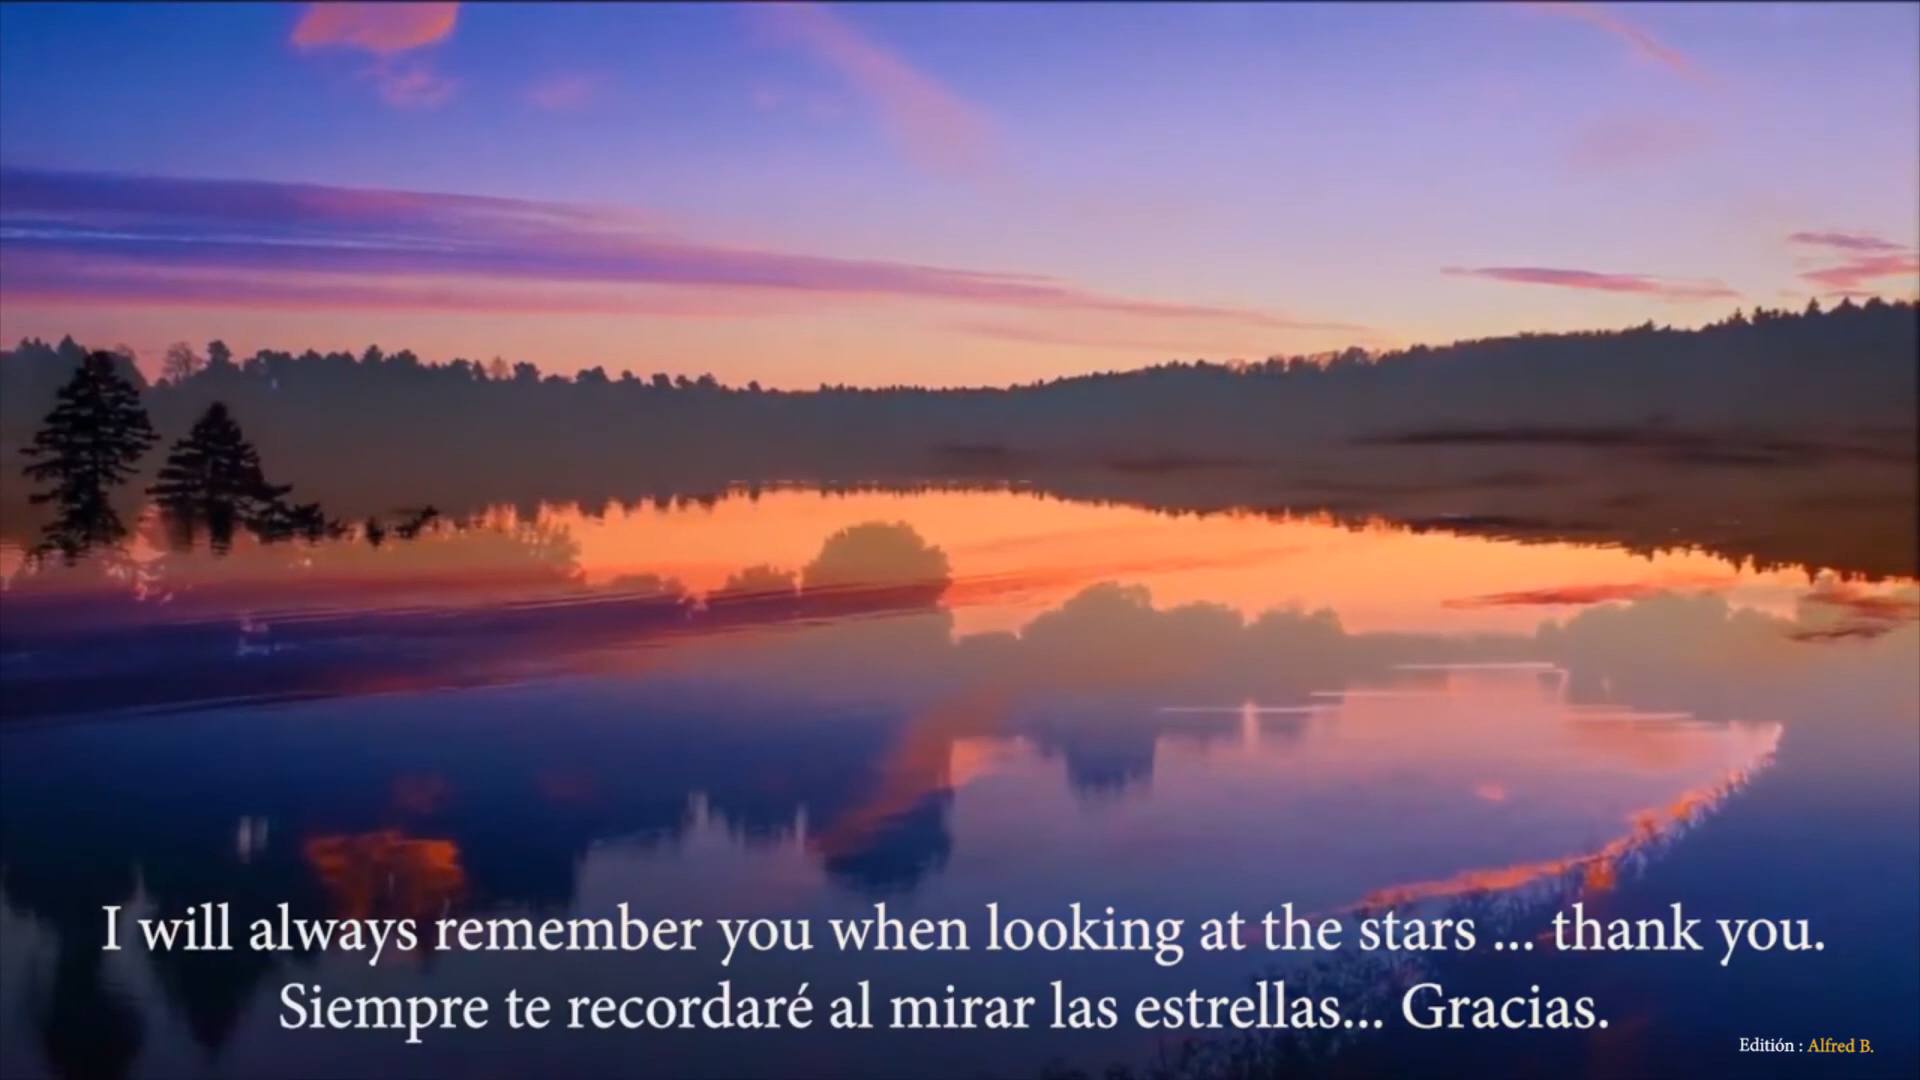 I will always remember you when looking at the stars ... thank you.
Siempre te recordaré al mirar las estrellas... Gracias.
Editión : Alfred B.